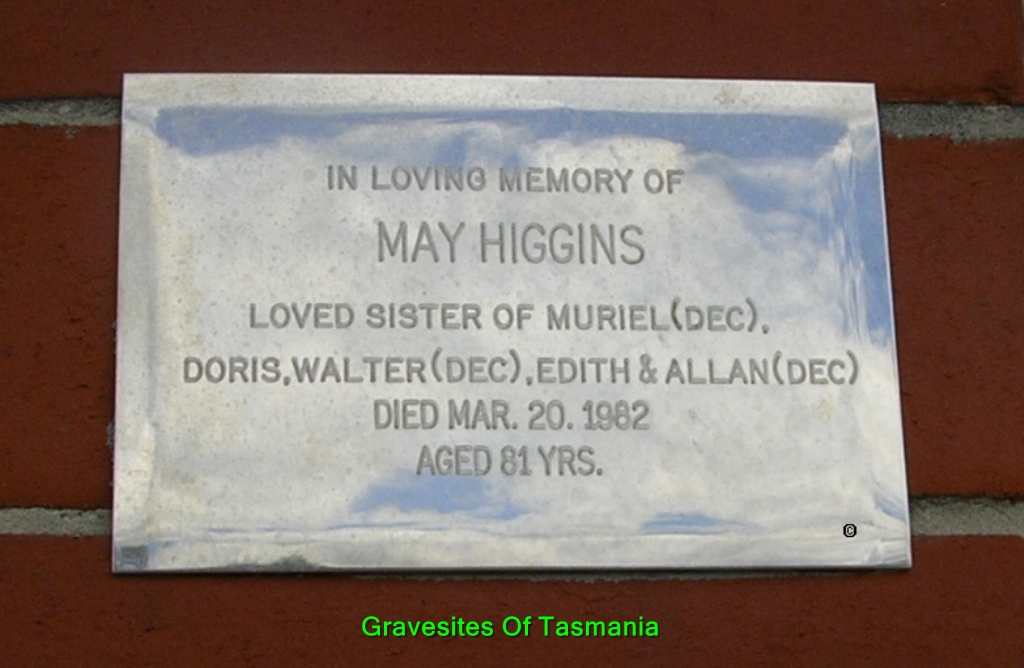 IN LOVING MEMORY OF
MAY HIGGINS
LOVED SISTER OF MURIEL(DEC),
DORIS,WALTER(DEC),EDITH & ALLAN(DEC)
DIED MAR. 20. 1982
AGED 81 YRS.
©
Gravesites Of Tasmania